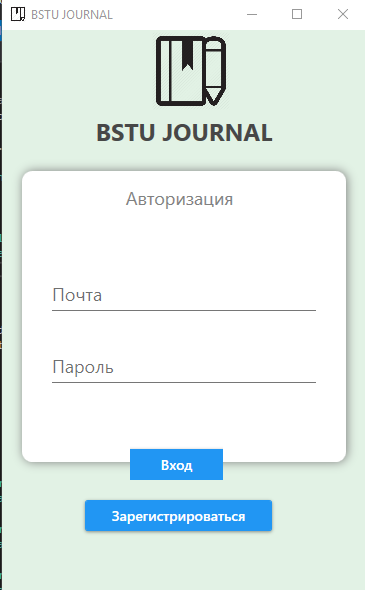 BSTU JOURNAL
BSTU JOURNAL
Авторизация
Почта
Пароль
Вход
Зарегистрироваться